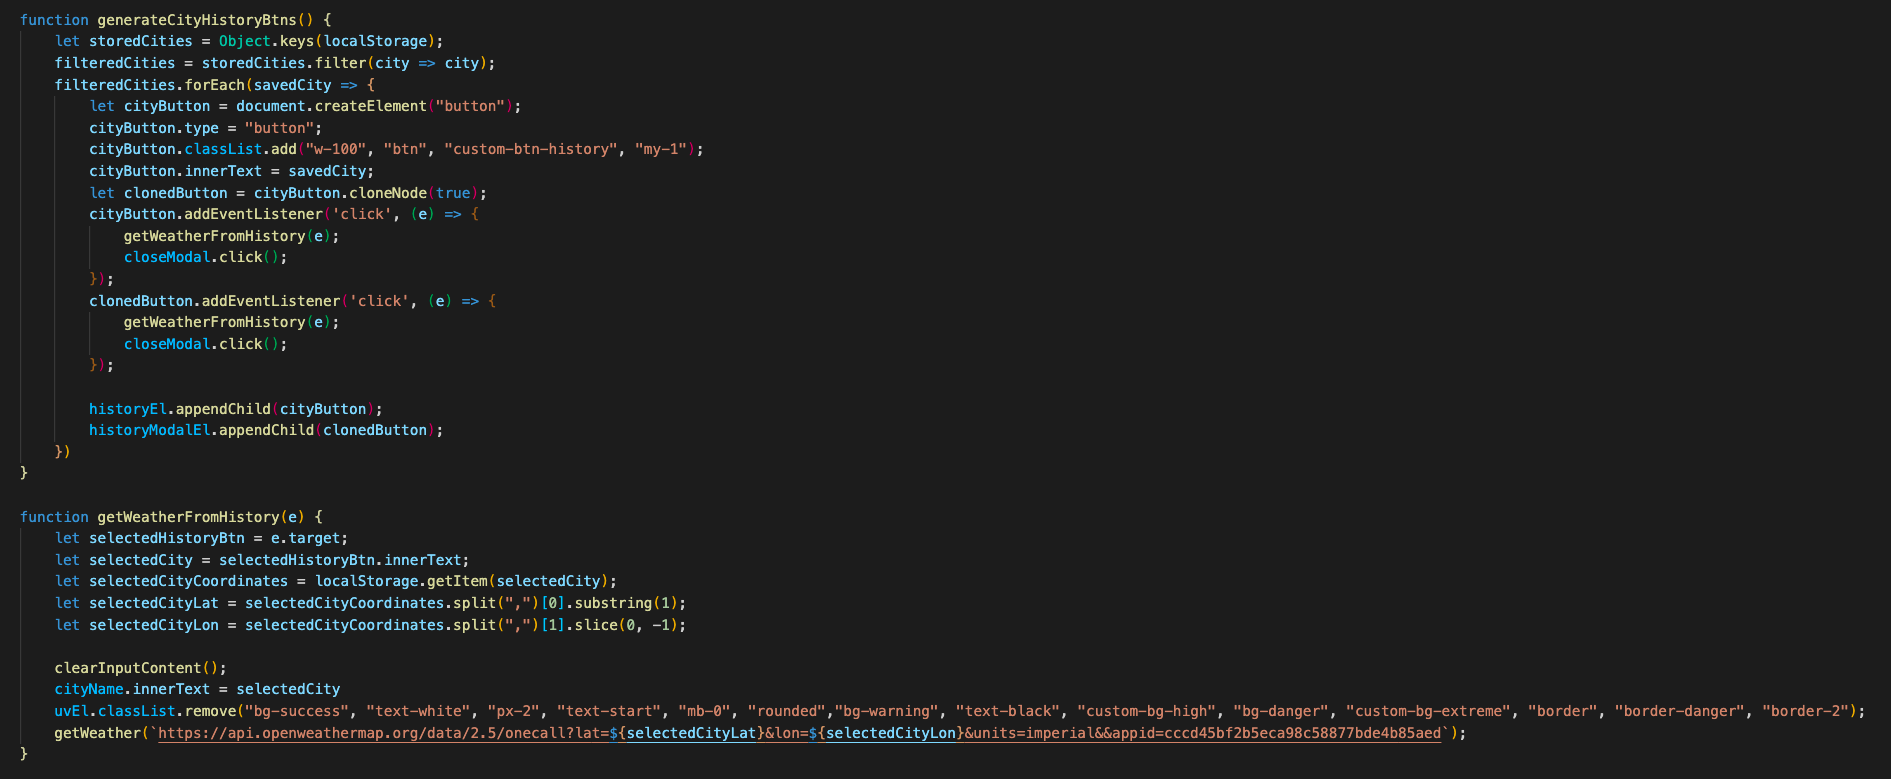 function generateCityHistoryBtns() {
    let storedCities = Object.keys(localStorage);
    filteredCities = storedCities.filter(city => city);
    filteredCities.forEach(savedCity => {
        let cityButton = document.createElement("button");
        cityButton.type = "button";
        cityButton.classList.add("w-100", "btn", "custom-btn-history", "my-1");
        cityButton.innerText = savedCity;
        let clonedButton = cityButton.cloneNode(true);
        cityButton.addEventListener('click', (e) => {
            getWeatherFromHistory(e);
            closeModal.click();
        });
        clonedButton.addEventListener('click', (e) => {
            getWeatherFromHistory(e);
            closeModal.click();
        });

        historyEl.appendChild(cityButton);
        historyModalEl.appendChild(clonedButton);
    })
}

function getWeatherFromHistory(e) {
    let selectedHistoryBtn = e.target;
    let selectedCity = selectedHistoryBtn.innerText;
    let selectedCityCoordinates = localStorage.getItem(selectedCity);
    let selectedCityLat = selectedCityCoordinates.split(",")[0].substring(1);
    let selectedCityLon = selectedCityCoordinates.split(",")[1].slice(0, -1);

    clearInputContent();
    cityName.innerText = selectedCity
    uvEl.classList.remove("bg-success", "text-white", "px-2", "text-start", "mb-0", "rounded","bg-warning", "text-black", "custom-bg-high", "bg-danger", "custom-bg-extreme", "border", "border-danger", "border-2");
    getWeather(`https://api.openweathermap.org/data/2.5/onecall?lat=${selectedCityLat}&lon=${selectedCityLon}&units=imperial&&appid=cccd45bf2b5eca98c58877bde4b85aed`);
}